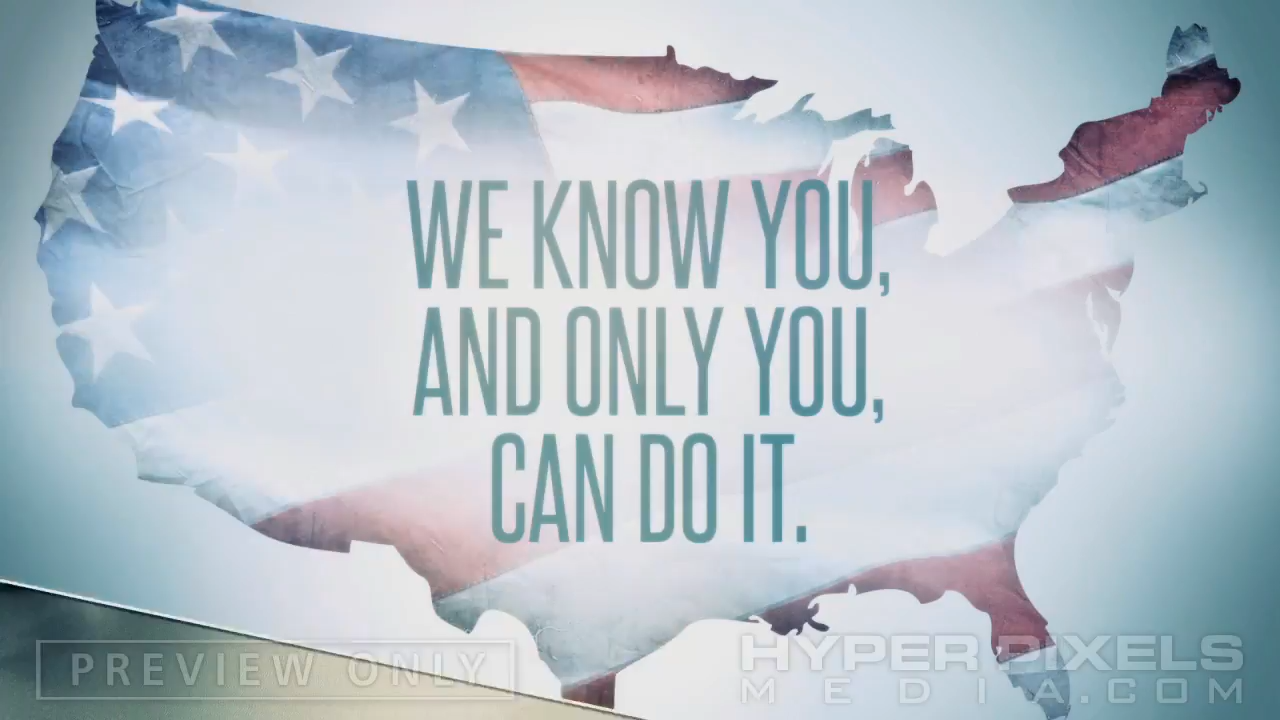 WE KNOW YOU,
AND ONLY YOU,
CAN DO IT.
PREVIEW ONLY
HYPER PIXELS
MEDIA.COM